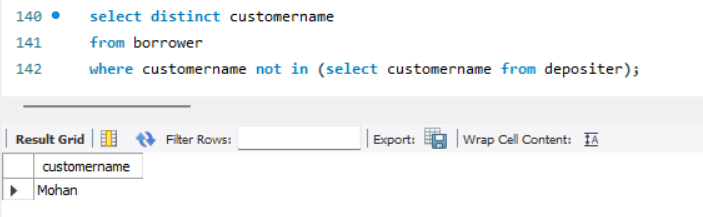 140 select distinct customername
141 from borrower
142 where customername not in (select customername from depositer);
Result Grid Filter Rows: Export: Wrap Cell Content: IA
customername
Mohan